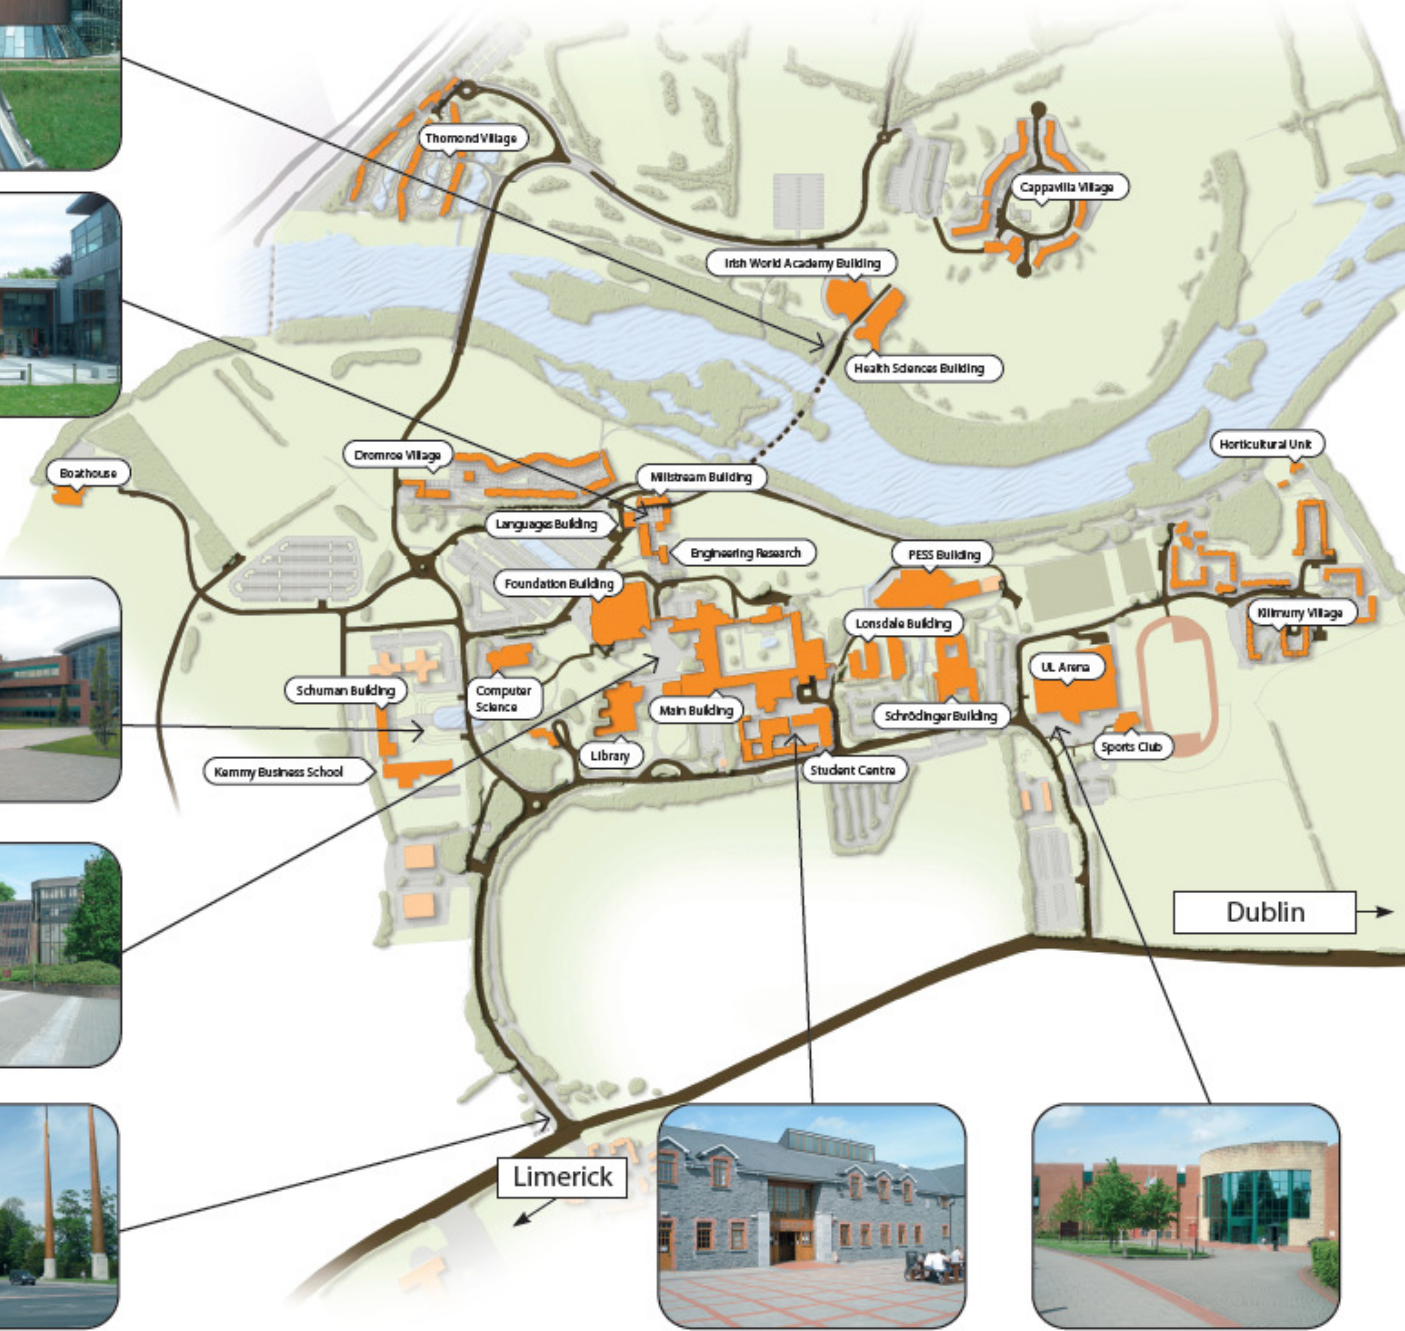 Thomond Village
Cappavilla Village
Irish World Academy Building
Health Sciences Building
Horticultural Unit
Dromroe Village
Boathouse
Millstream Building
Languages Building
Engineering Research
PESS Building
Foundation Building
Killmurry Village
Lonsdale Building
UL Arena
Schuman Building
Computer
Science
Main Building
Schrödinger Building
Sports Club
Library
Kemmy Business School
Student Centre
Dublin
Limerick